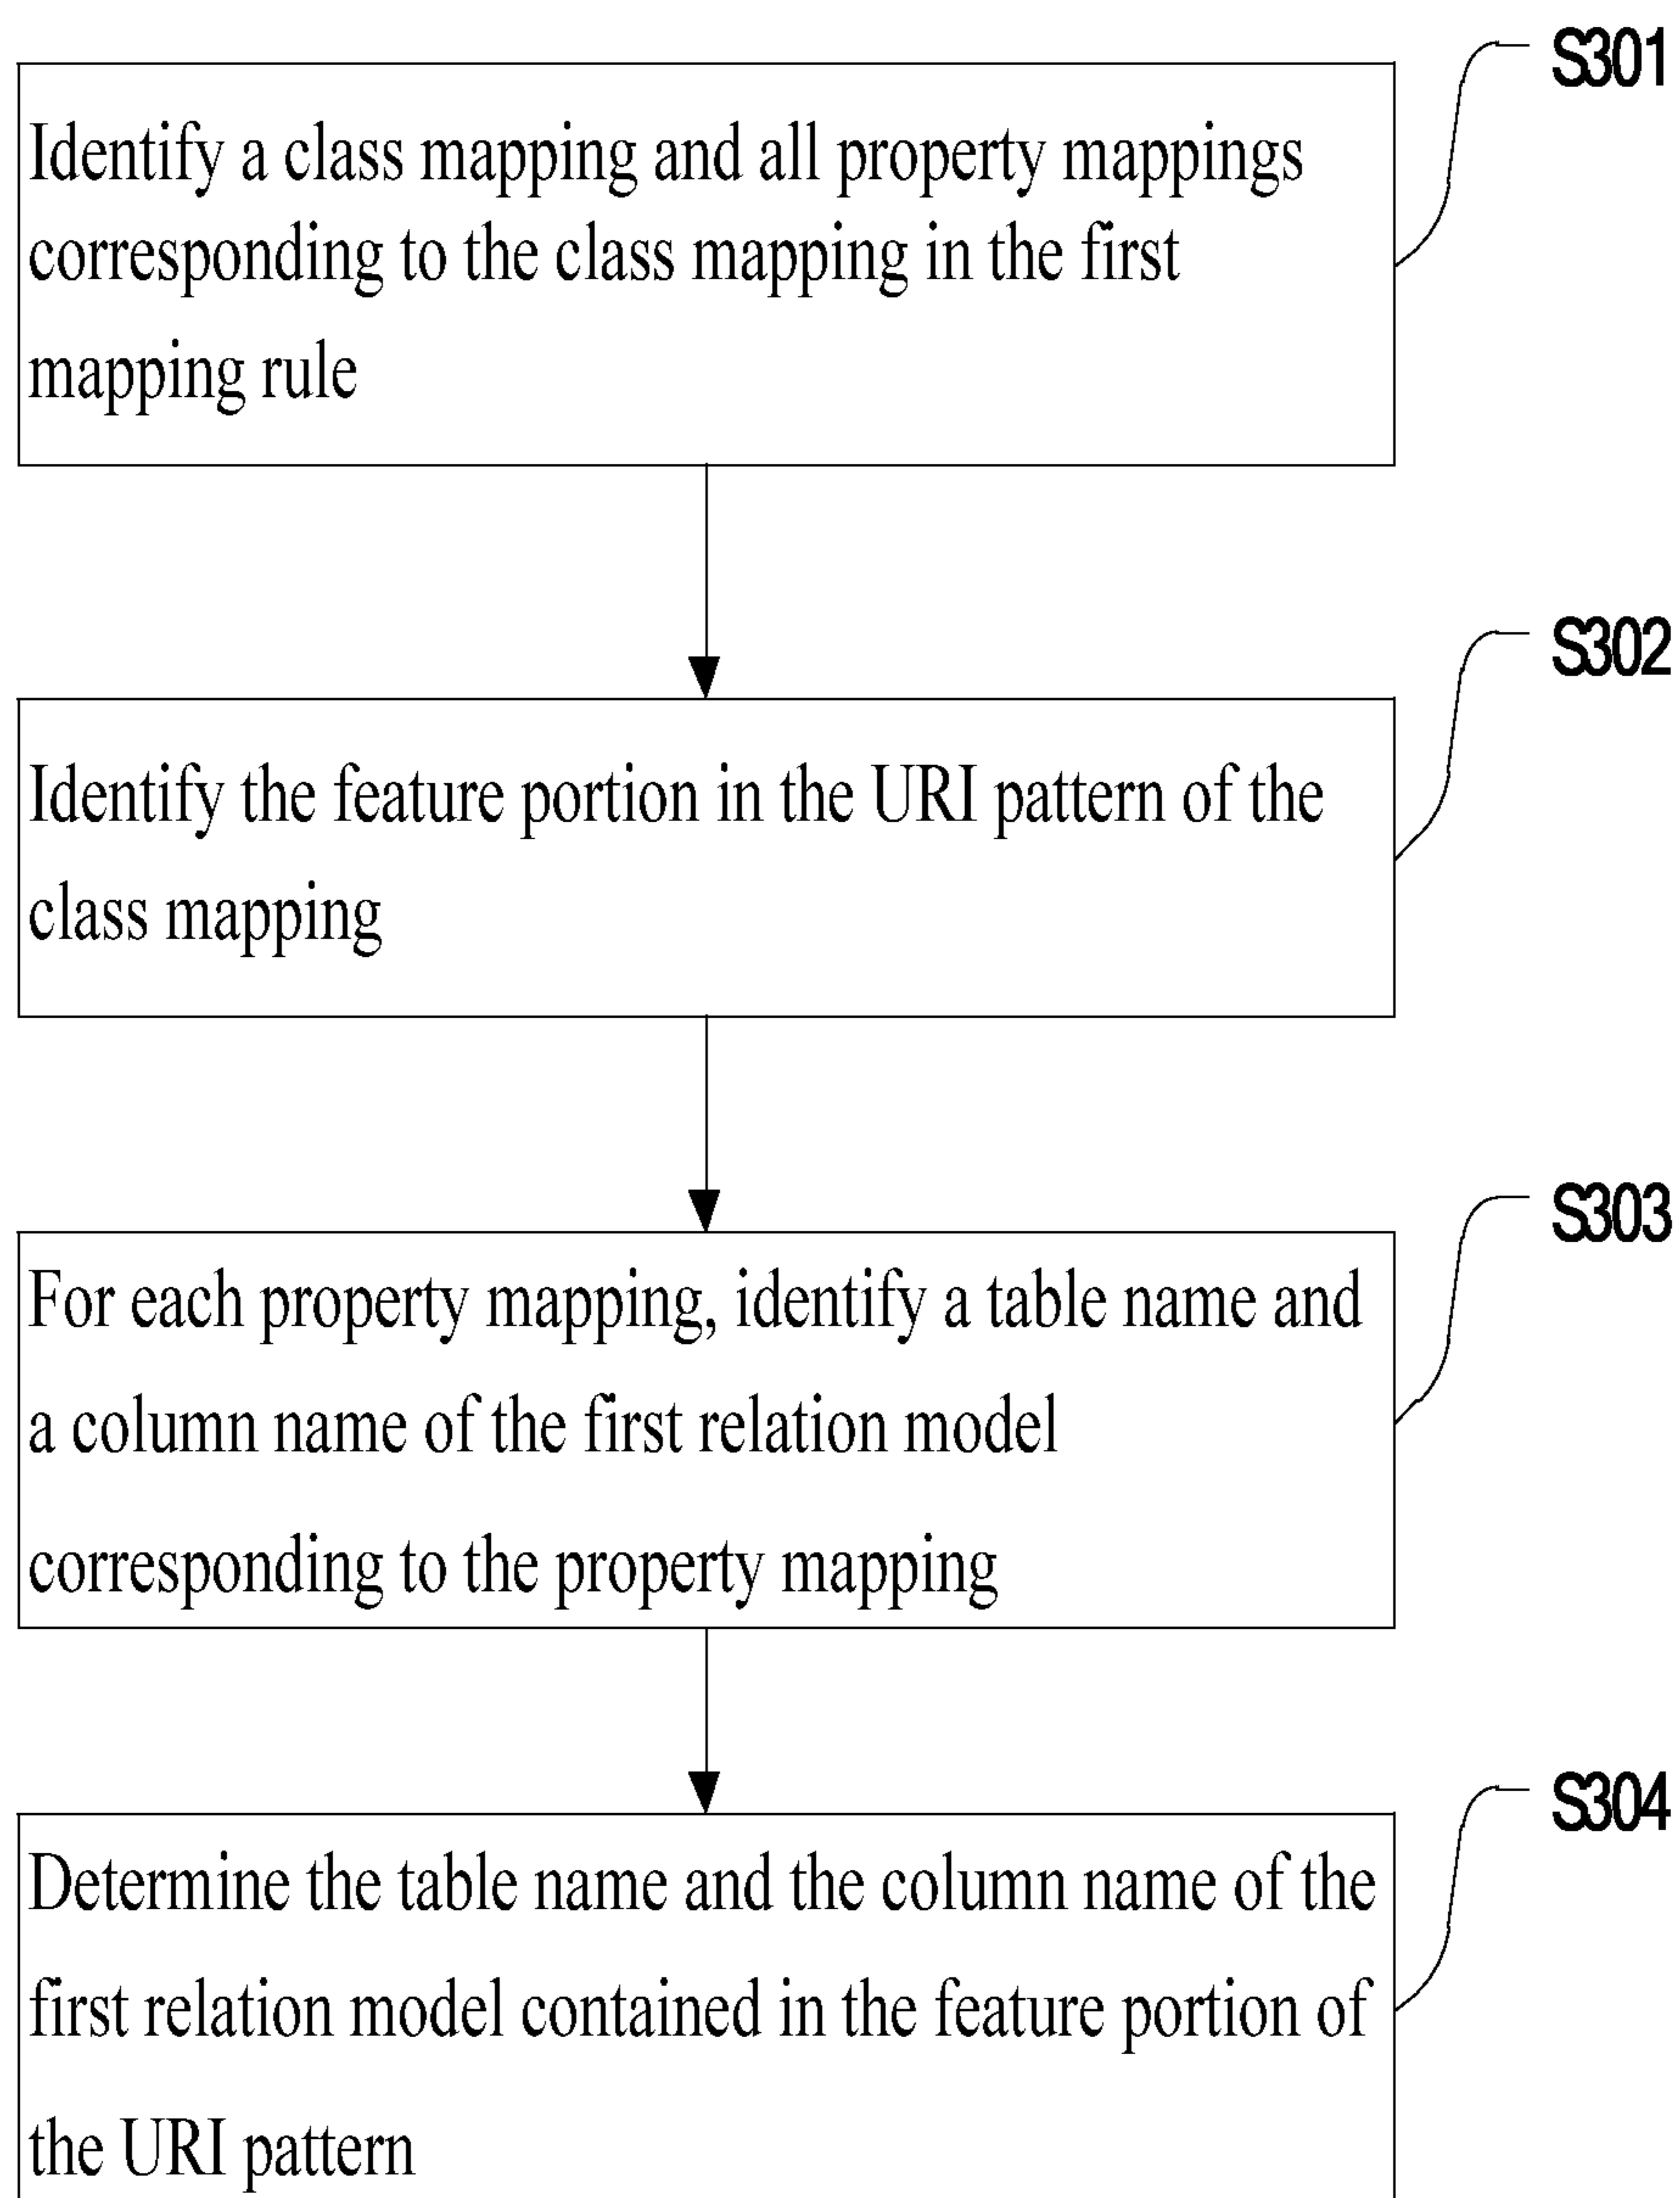 S301
Identify a class mapping and all property mappings
corresponding to the class mapping in the first
mapping rule
S302
Identify the feature portion in the URI pattern of the
class mapping
S303
For each property mapping, identify a table name and
a column name of the first relation model
corresponding to the property mapping
S304
Determine the table name and the column name of the
first relation model contained in the feature portion of
the URI pattern